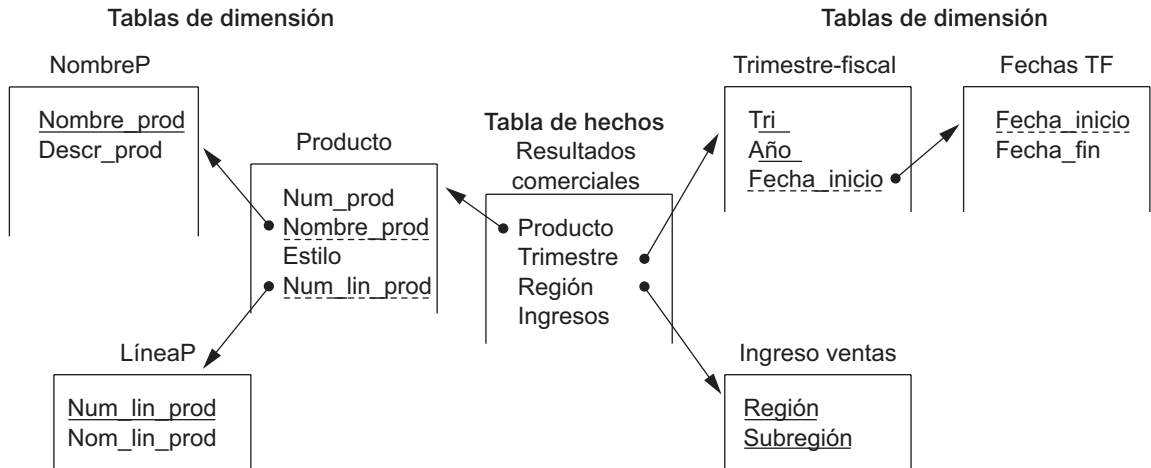 Tablas de dimensión
Tablas de dimensión
NombreP
Nombre_prod
Descr_prod
Producto
Num_prod
Nombre_prod
Estilo
Num_lin_prod
LíneaP
Num_lin_prod
Nom_lin_prod
Tabla de hechos
Resultados
comerciales
Producto
Trimestre
Región
Ingresos
Trimestre-fiscal
Tri
Año
Fecha_inicio
Fechas TF
Fecha_inicio
Fecha_fin
Ingreso ventas
Región
Subregión